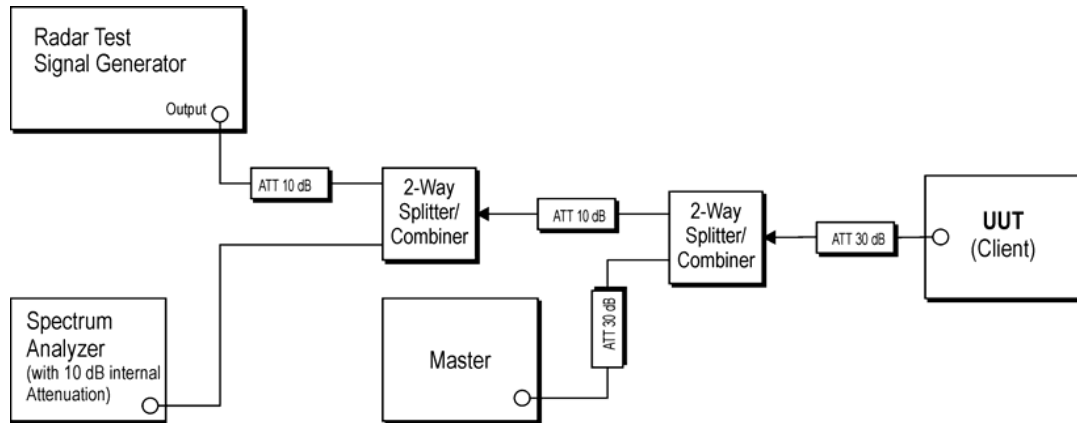 Radar Test
Signal Generator
Output
ATT 10 dB
2-Way
Splitter/
Combiner
ATT 10 dB
2-Way
Splitter/
Combiner
ATT 30 dB
UUT
(Client)
Spectrum
Analyzer
(with 10 dB internal
Attenuation)
Master
ATT 30 dB